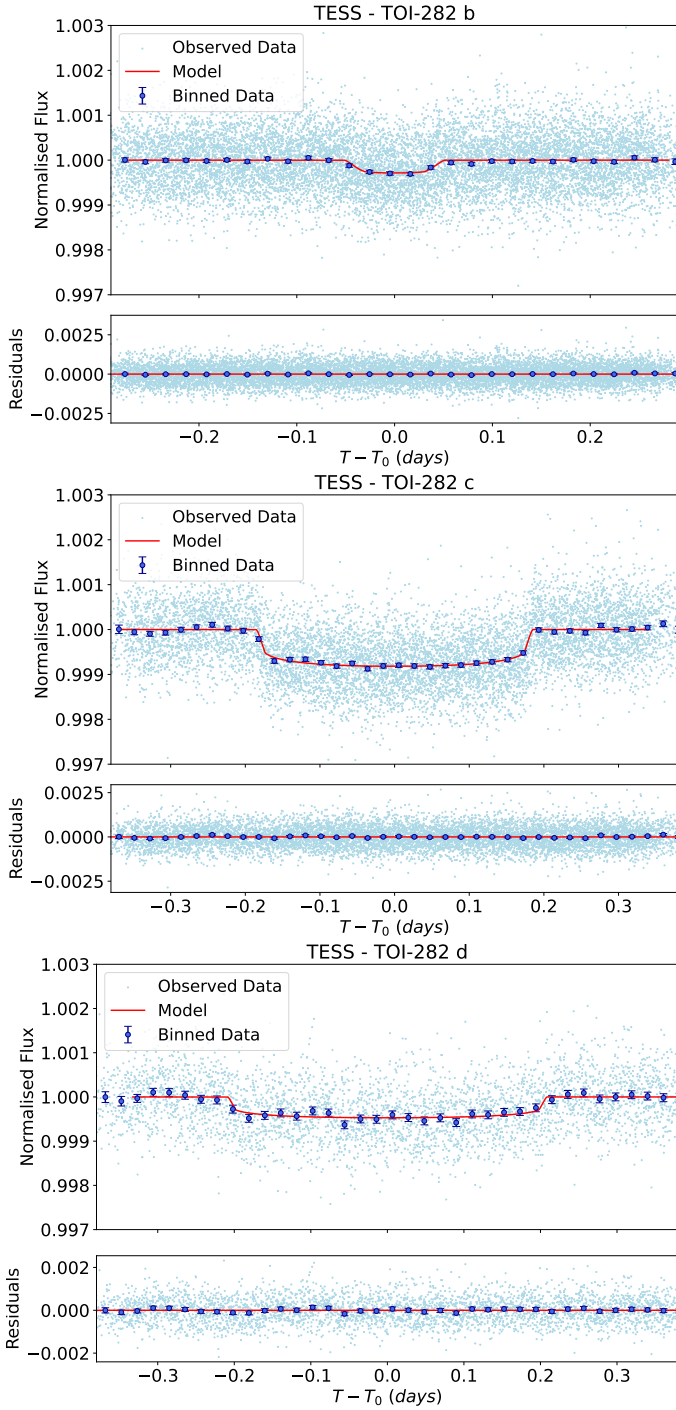 TESS - TOI-282 b
1.003
1.002
1.001
1.000
0.999
0.998
0.997
Normalised Flux
Observed Data
Model
Binned Data
0.0025
0.0000
−0.0025
Residuals
−0.2 −0.1 0.0 0.1 0.2
T − T0 (days)
TESS - TOI-282 c
1.003
1.002
1.001
1.000
0.999
0.998
0.997
Normalised Flux
Observed Data
Model
Binned Data
0.0025
0.0000
−0.0025
Residuals
−0.3 −0.2 −0.1 0.0 0.1 0.2 0.3
T − T0 (days)
TESS - TOI-282 d
1.003
1.002
1.001
1.000
0.999
0.998
0.997
Normalised Flux
Observed Data
Model
Binned Data
0.002
0.000
−0.002
Residuals
−0.3 −0.2 −0.1 0.0 0.1 0.2 0.3
T − T0 (days)